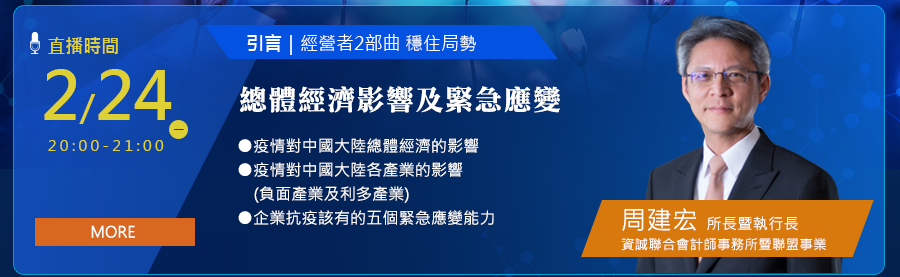 直播時間
2/24
一
20:00-21:00
MORE
引言 | 經營者2部曲 穩住局勢
總體經濟影響及緊急應變
●疫情對中國大陸總體經濟的影響
●疫情對中國大陸各產業的影響
(負面產業及利多產業)
●企業抗疫該有的五個緊急應變能力
周建宏 所長暨執行長
資誠聯合會計師事務所暨聯盟事業